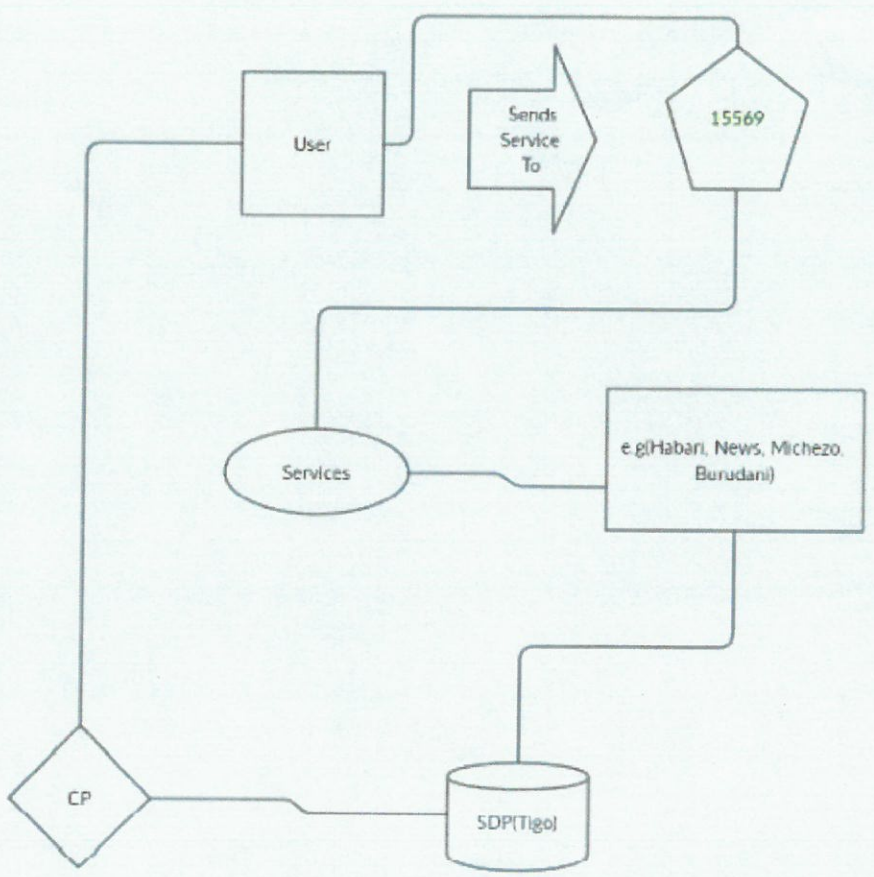 User
Sends
Service
To
15569
Services
e.g(Habari, News, Michezo,
Burudani)
CP
SDP(Tigo)